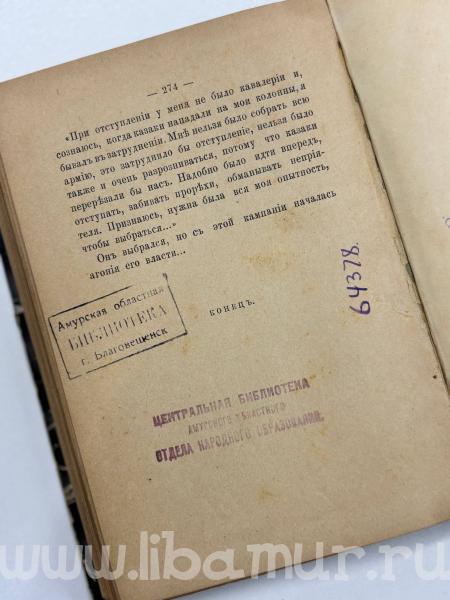 — 274 —
«При отступленіи у меня не было кавалеріи и,
сознаюсь, когда казаки нападали на мои колонны, я
бывалъ въ затрудненіи. Мнѣ нельзя было собрать всю
армію, это затруднило бы отступленіе, нельзя было
также и очень разрозниваться, потому что казаки
перерѣзали бы насъ. Надобно было идти впередъ,
отступать, забивать прорѣхи, обманывать непрія-
теля. Признаюсь, нужна была вся моя опытность,
чтобы выбраться...»
Онъ выбрался, но съ этой кампаніи началась
агонія его власти...
КОНЕЦЪ.
64378.
Амурская областная
БИБЛИОТЕКА
г. Благовещенск
ЦЕНТРАЛЬНАЯ БИБЛИОТЕКА
АМУРСКОГО ОБЛАСТНОГО
ОТДЕЛА НАРОДНОГО ОБРАЗОВАНИЯ.
www.libamur.ru